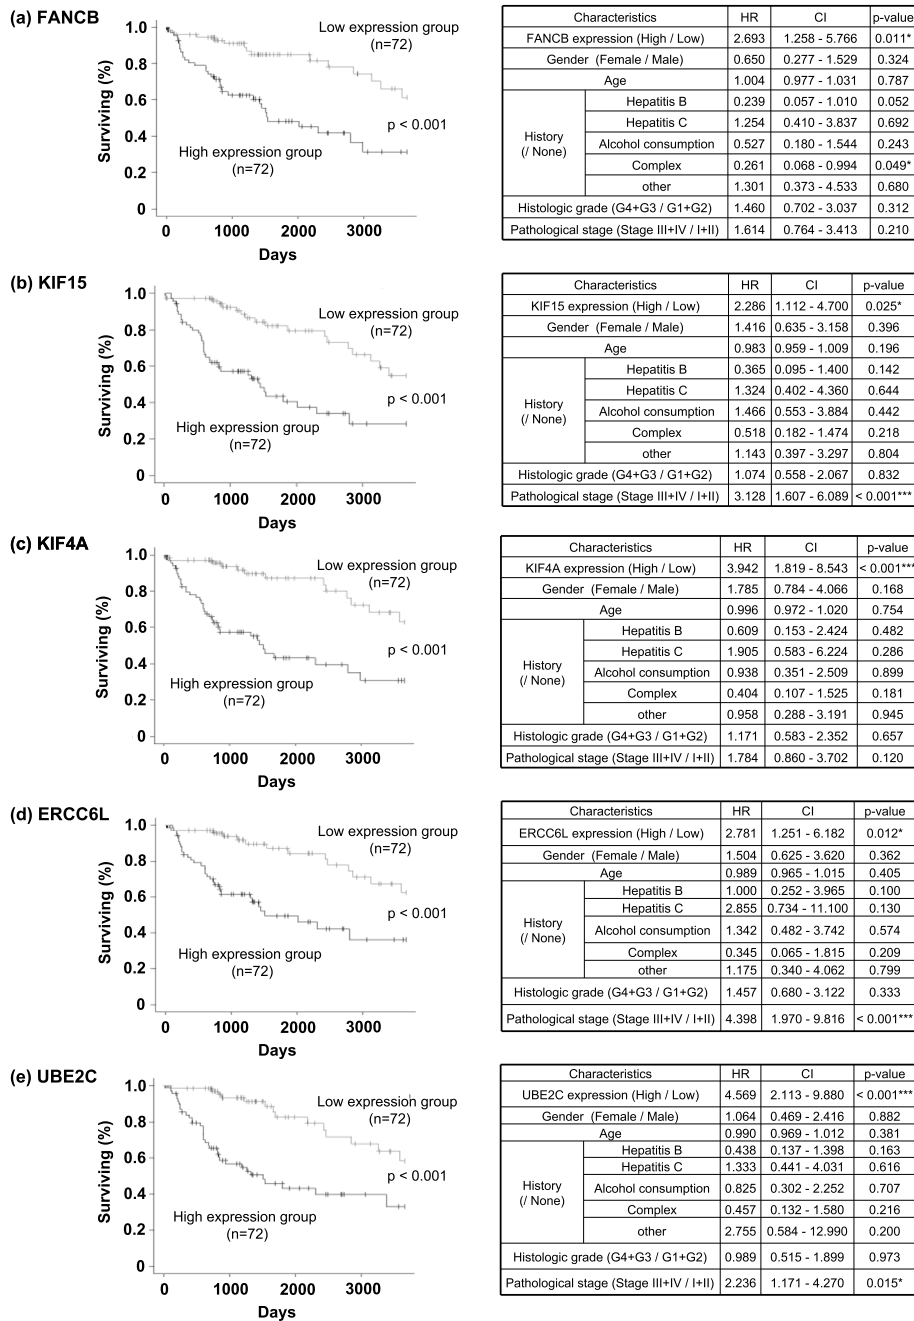 (a) FANCB
1.0
0.8
0.6
0.4
0.2
0
Surviving (%)
Low expression group
(n=72)
p < 0.001
High expression group
(n=72)
0 1000 2000 3000
Days
Characteristics HR CI p-value
FANCB expression (High / Low) 2.693 1.258 - 5.766 0.011*
Gender (Female / Male) 0.650 0.277 - 1.529 0.324
Age 1.004 0.977 - 1.031 0.787
History
(/ None)
Hepatitis B 0.239 0.057 - 1.010 0.052
Hepatitis C 1.254 0.410 - 3.837 0.692
Alcohol consumption 0.527 0.180 - 1.544 0.243
Complex 0.261 0.068 - 0.994 0.049*
other 1.301 0.373 - 4.533 0.680
Histologic grade (G4+G3 / G1+G2) 1.460 0.702 - 3.037 0.312
Pathological stage (Stage III+IV / I+II) 1.614 0.764 - 3.413 0.210
(b) KIF15
1.0
0.8
0.6
0.4
0.2
0
Surviving (%)
Low expression group
(n=72)
p < 0.001
High expression group
(n=72)
0 1000 2000 3000
Days
Characteristics HR CI p-value
KIF15 expression (High / Low) 2.286 1.112 - 4.700 0.025*
Gender (Female / Male) 1.416 0.635 - 3.158 0.396
Age 0.983 0.959 - 1.009 0.196
History
(/ None)
Hepatitis B 0.365 0.095 - 1.400 0.142
Hepatitis C 1.324 0.402 - 4.360 0.644
Alcohol consumption 1.466 0.553 - 3.884 0.442
Complex 0.518 0.182 - 1.474 0.218
other 1.143 0.397 - 3.297 0.804
Histologic grade (G4+G3 / G1+G2) 1.074 0.558 - 2.067 0.832
Pathological stage (Stage III+IV / I+II) 3.128 1.607 - 6.089 < 0.001***
(c) KIF4A
1.0
0.8
0.6
0.4
0.2
0
Surviving (%)
Low expression group
(n=72)
p < 0.001
High expression group
(n=72)
0 1000 2000 3000
Days
Characteristics HR CI p-value
KIF4A expression (High / Low) 3.942 1.819 - 8.543 < 0.001***
Gender (Female / Male) 1.785 0.784 - 4.066 0.168
Age 0.996 0.972 - 1.020 0.754
History
(/ None)
Hepatitis B 0.609 0.153 - 2.424 0.482
Hepatitis C 1.905 0.583 - 6.224 0.286
Alcohol consumption 0.938 0.351 - 2.509 0.899
Complex 0.404 0.107 - 1.525 0.181
other 0.958 0.288 - 3.191 0.945
Histologic grade (G4+G3 / G1+G2) 1.171 0.583 - 2.352 0.657
Pathological stage (Stage III+IV / I+II) 1.784 0.860 - 3.702 0.120
(d) ERCC6L
1.0
0.8
0.6
0.4
0.2
0
Surviving (%)
Low expression group
(n=72)
p < 0.001
High expression group
(n=72)
0 1000 2000 3000
Days
Characteristics HR CI p-value
ERCC6L expression (High / Low) 2.781 1.251 - 6.182 0.012*
Gender (Female / Male) 1.504 0.625 - 3.620 0.362
Age 0.989 0.965 - 1.015 0.405
History
(/ None)
Hepatitis B 1.000 0.252 - 3.965 0.100
Hepatitis C 2.855 0.734 - 11.100 0.130
Alcohol consumption 1.342 0.482 - 3.742 0.574
Complex 0.345 0.065 - 1.815 0.209
other 1.175 0.340 - 4.062 0.799
Histologic grade (G4+G3 / G1+G2) 1.457 0.680 - 3.122 0.333
Pathological stage (Stage III+IV / I+II) 4.398 1.970 - 9.816 < 0.001***
(e) UBE2C
1.0
0.8
0.6
0.4
0.2
0
Surviving (%)
Low expression group
(n=72)
p < 0.001
High expression group
(n=72)
0 1000 2000 3000
Days
Characteristics HR CI p-value
UBE2C expression (High / Low) 4.569 2.113 - 9.880 < 0.001***
Gender (Female / Male) 1.064 0.469 - 2.416 0.882
Age 0.990 0.969 - 1.012 0.381
History
(/ None)
Hepatitis B 0.438 0.137 - 1.398 0.163
Hepatitis C 1.333 0.441 - 4.031 0.616
Alcohol consumption 0.825 0.302 - 2.252 0.707
Complex 0.457 0.132 - 1.580 0.216
other 2.755 0.584 - 12.990 0.200
Histologic grade (G4+G3 / G1+G2) 0.989 0.515 - 1.899 0.973
Pathological stage (Stage III+IV / I+II) 2.236 1.171 - 4.270 0.015*